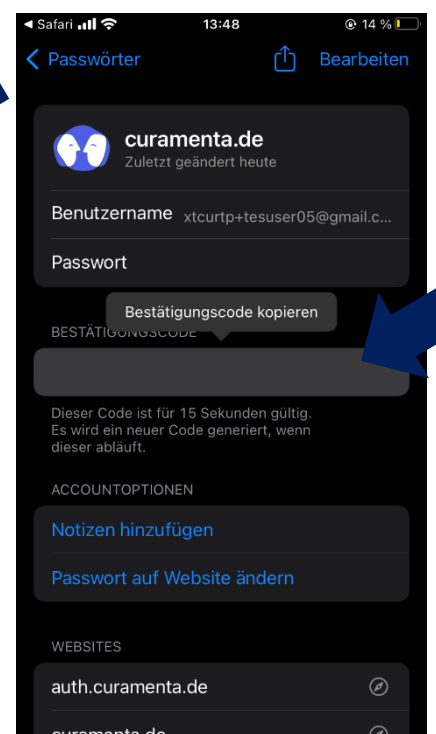 Safari 13:48 14 %
Passwörter Bearbeiten
curamenta.de
Zuletzt geändert heute
Benutzername xtcurtp+tesuser05@gmail.c...
Passwort
Bestätigungscode kopieren
BESTÄTIGUNGSCODE
Dieser Code ist für 15 Sekunden gültig.
Es wird ein neuer Code generiert, wenn
dieser abläuft.
ACCOUNTOPTIONEN
Notizen hinzufügen
Passwort auf Website ändern
WEBSITES
auth.curamenta.de
curamenta.de